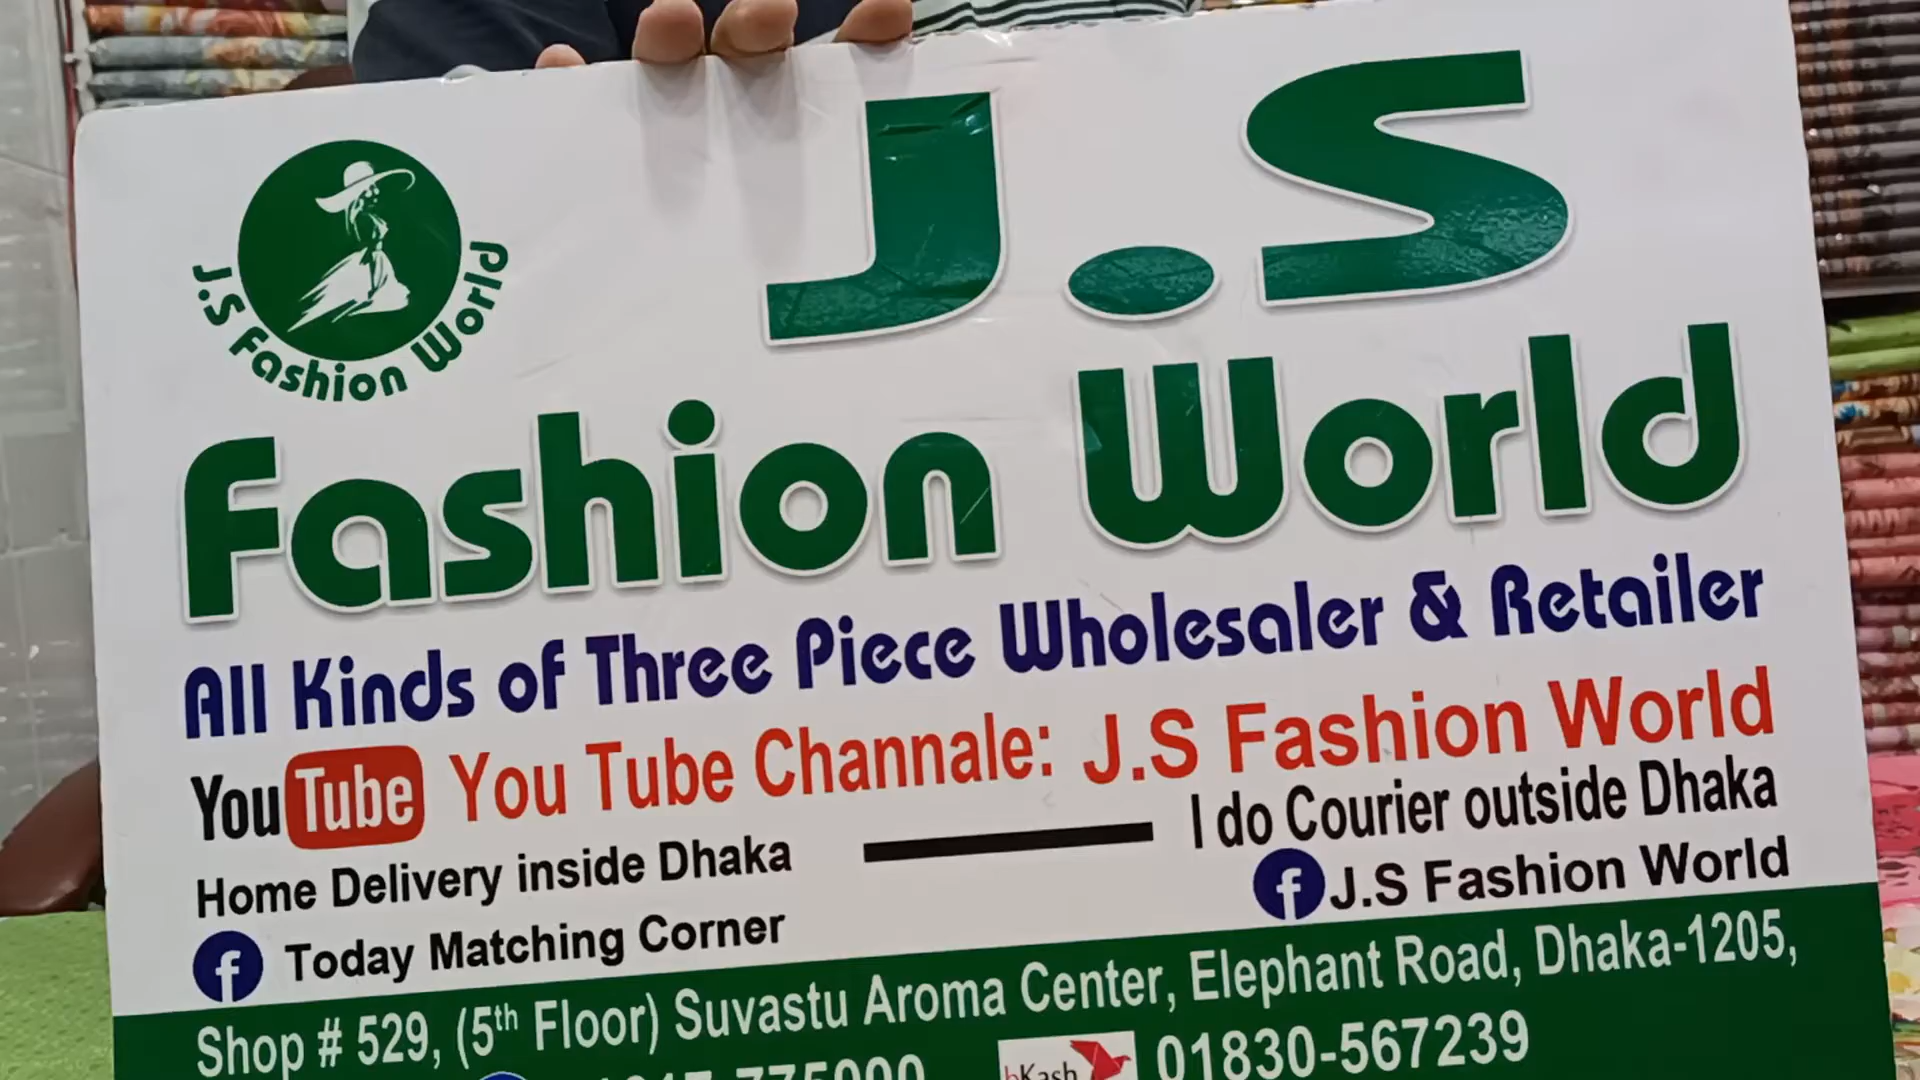 J.S Fashion World
J.S
Fashion World
All Kinds of Three Piece Wholesaler & Retailer
YouTube You Tube Channale: J.S Fashion World
Home Delivery inside Dhaka I do Courier outside Dhaka
Today Matching Corner J.S Fashion World
Shop # 529, (5th Floor) Suvastu Aroma Center, Elephant Road, Dhaka-1205,
bKash 01830-567239